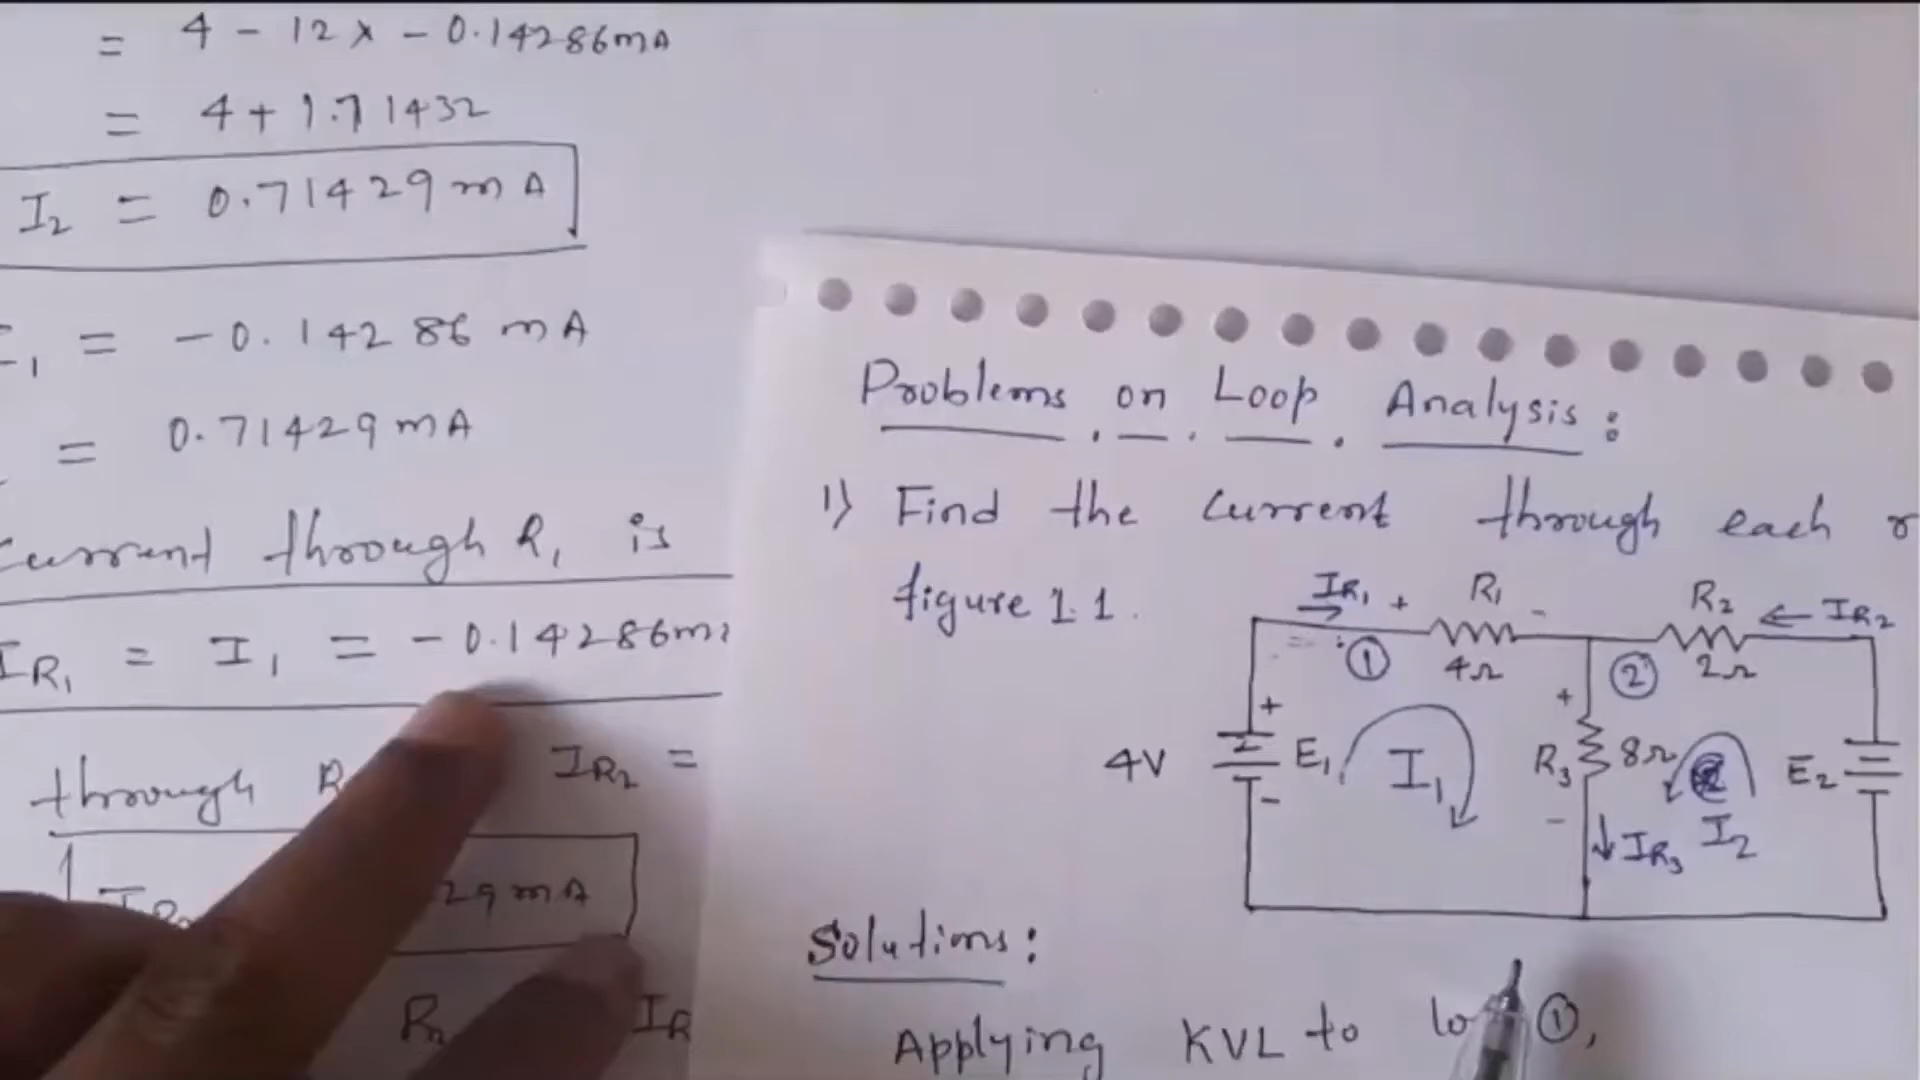 = 4 - 12 x - 0.14286mA
= 4 + 1.71432
I2 = 0.71429 mA
1 = -0.14286 mA
= 0.71429 mA
Current through R1 is
IR1 = I1 = -0.14286m
through R IR2 =
29 mA
R IR
Problems on Loop Analysis:
1) Find the current through each
figure 1.1.
IR1 + R1 - R2 ← IR2
① 4Ω ② 2Ω
4V + - E1 I1 R3 + - 8Ω E2
↓ IR3 I2
Solutions:
Applying KVL to ①,